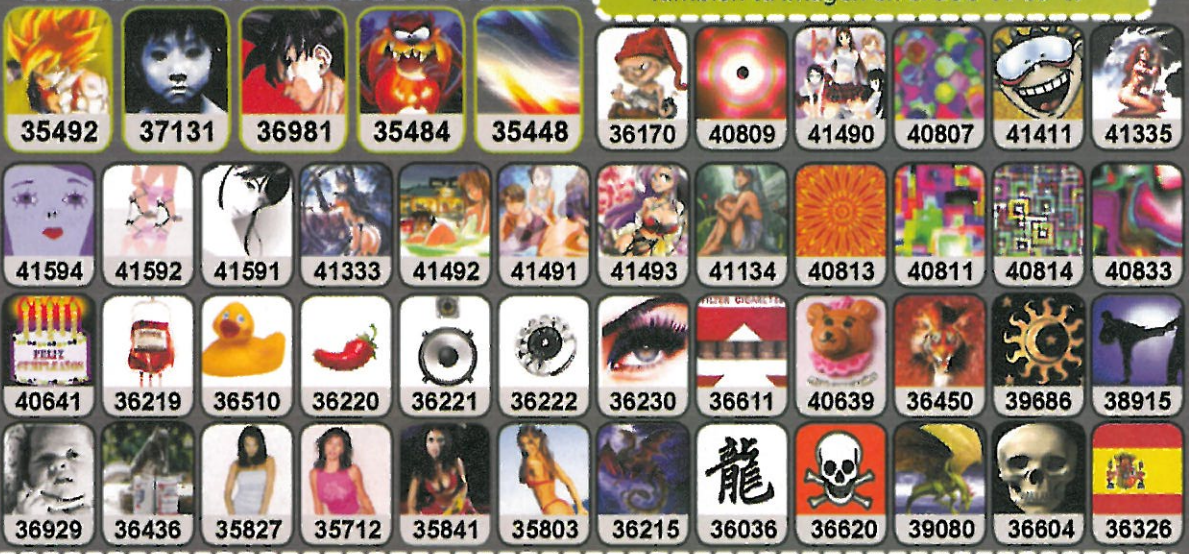 35492 37131 36981 35484 35448 36170 40809 41490 40807 41411 41335
41594 41592 41591 41333 41492 41491 41493 41134 40813 40811 40814 40833
FELIZ
CUMPLEAÑOS
FILTER CIGARETTES
40641 36219 36510 36220 36221 36222 36230 36611 40639 36450 39686 38915
龍
36929 36436 35827 35712 35841 35803 36215 36036 36620 39080 36604 36326